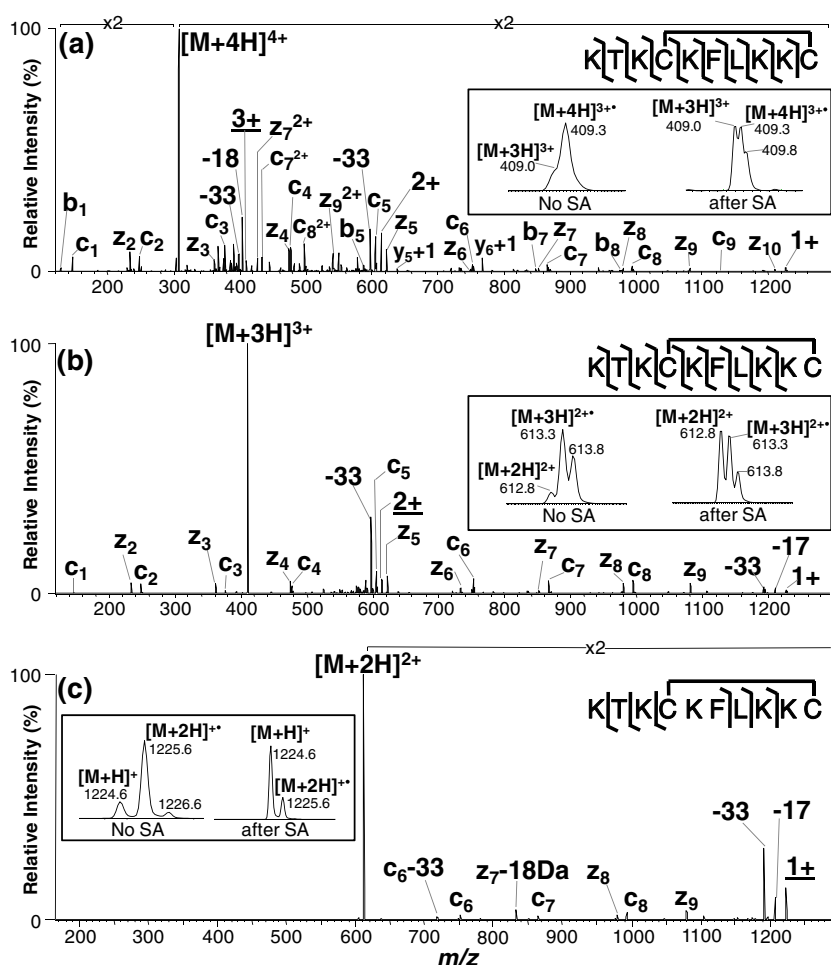 x2 x2
(a) [M+4H]4+
KTKCKFLKKC
100
Relative Intensity (%)
0
b1 c1 z2 c2 z3 c3 -33 -18 3+ z7 2+ c7 2+ z4 c4 c8 2+ z9 2+ b5 -33 c5 2+ z5 y5+1 z6 c6 y6+1 b7 z7 c7 b8 z8 c8 z9 c9 z10 1+
[M+4H]3+•
409.3
[M+3H]3+
409.0
No SA
[M+3H]3+
409.0
[M+4H]3+•
409.3
409.8
after SA
200 300 400 500 600 700 800 900 1000 1100 1200
(b) [M+3H]3+
KTKCKFLKKC
100
Relative Intensity (%)
0
c1 z2 c2 z3 c3 z4 c4 -33 c5 2+ z5 z6 c6 z7 c7 z8 c8 z9 -33 -17 1+
[M+3H]2+•
613.3
613.8
[M+2H]2+
612.8
No SA
[M+2H]2+
612.8
[M+3H]2+•
613.3
613.8
after SA
200 300 400 500 600 700 800 900 1000 1100 1200
x2
(c) [M+2H]2+
KTKCKFLKKC
100
Relative Intensity (%)
0
[M+2H]+•
1225.6
[M+H]+
1224.6
1226.6
No SA
[M+H]+
1224.6
[M+2H]+•
1225.6
after SA
c6-33 c6 z7-18Da c7 z8 c8 z9 -33 -17 1+
200 300 400 500 600 700 800 900 1000 1100 1200
m/z